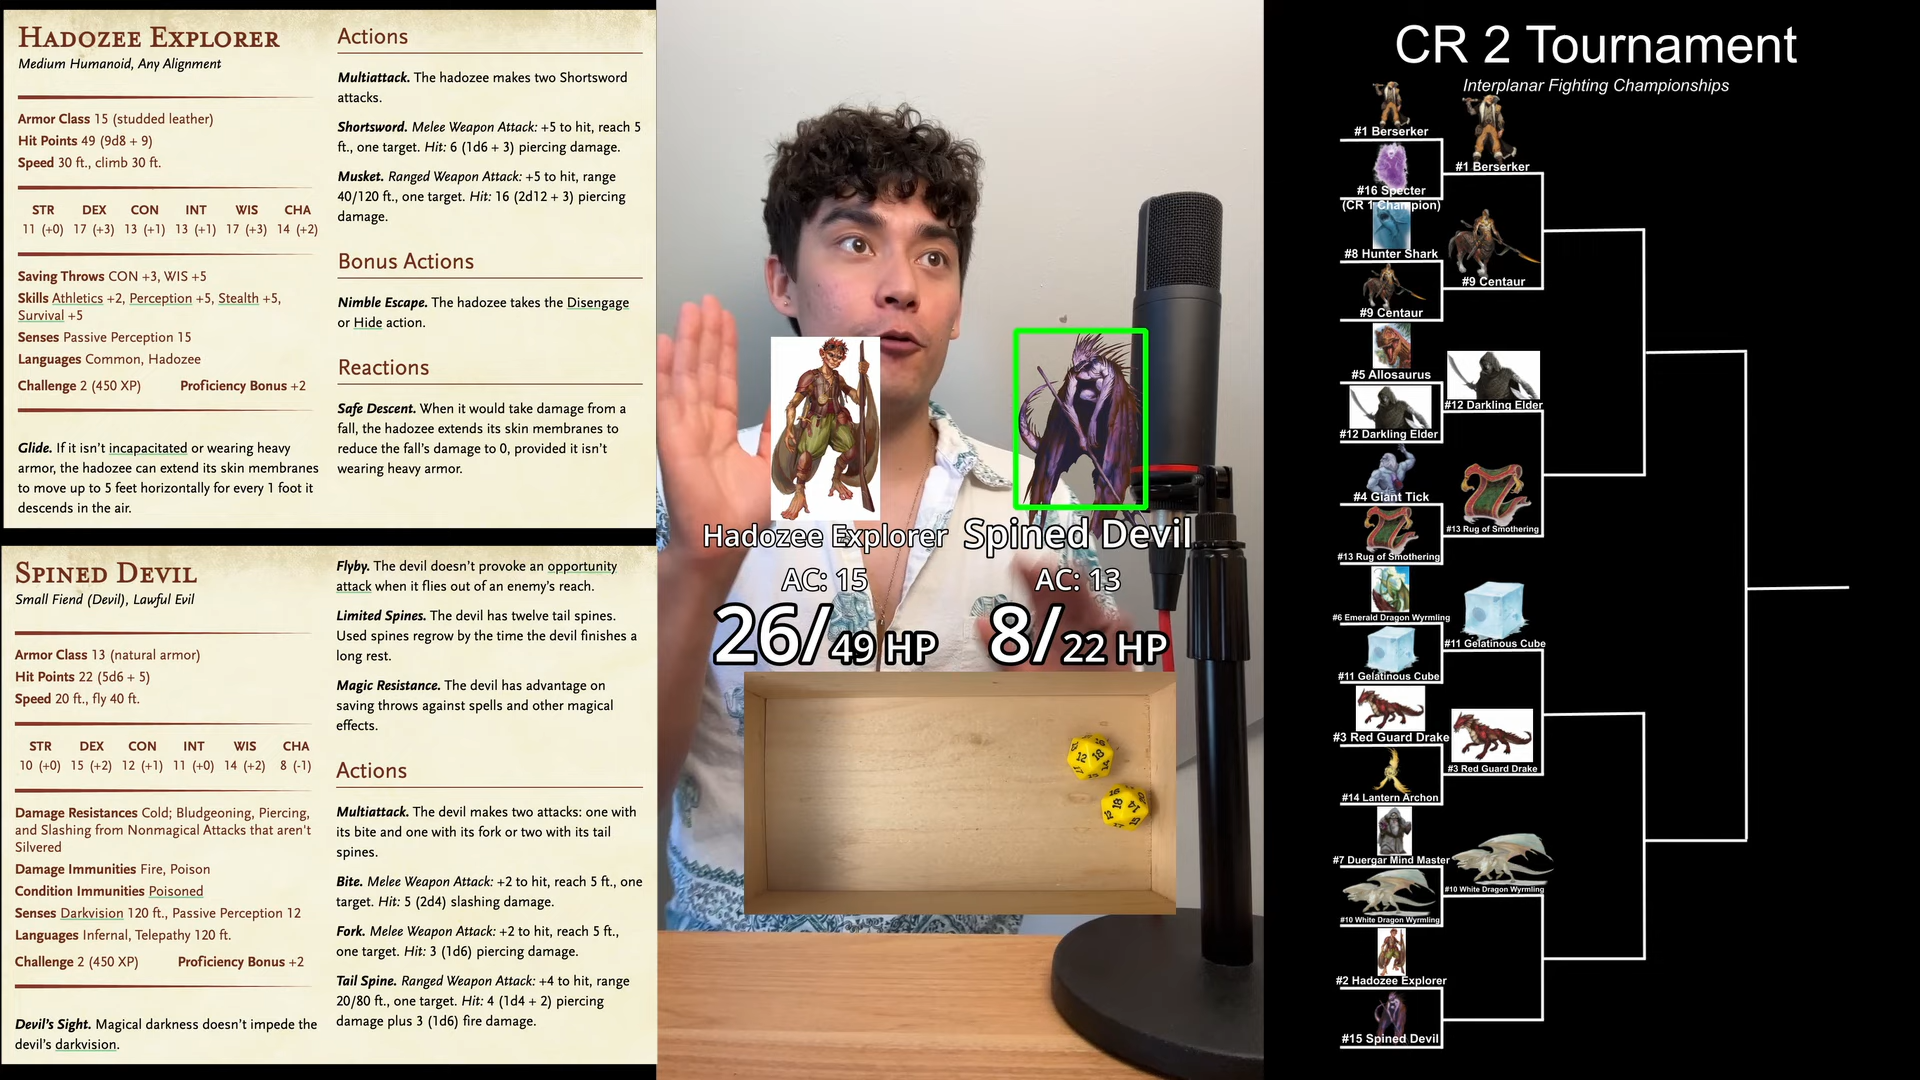 HADOZEE EXPLORER
Medium Humanoid, Any Alignment
Armor Class 15 (studded leather)
Hit Points 49 (9d8 + 9)
Speed 30 ft., climb 30 ft.
STR DEX CON INT WIS CHA
11 (+0) 17 (+3) 13 (+1) 13 (+1) 17 (+3) 14 (+2)
Saving Throws CON +3, WIS +5
Skills Athletics +2, Perception +5, Stealth +5,
Survival +5
Senses Passive Perception 15
Languages Common, Hadozee
Challenge 2 (450 XP) Proficiency Bonus +2
Glide. If it isn't incapacitated or wearing heavy
armor, the hadozee can extend its skin membranes
to move up to 5 feet horizontally for every 1 foot it
descends in the air.
Actions
Multiattack. The hadozee makes two Shortsword
attacks.
Shortsword. Melee Weapon Attack: +5 to hit, reach 5
ft., one target. Hit: 6 (1d6 + 3) piercing damage.
Musket. Ranged Weapon Attack: +5 to hit, range
40/120 ft., one target. Hit: 16 (2d12 + 3) piercing
damage.
Bonus Actions
Nimble Escape. The hadozee takes the Disengage
or Hide action.
Reactions
Safe Descent. When it would take damage from a
fall, the hadozee extends its skin membranes to
reduce the fall's damage to 0, provided it isn't
wearing heavy armor.
SPINED DEVIL
Small Fiend (Devil), Lawful Evil
Armor Class 13 (natural armor)
Hit Points 22 (5d6 + 5)
Speed 20 ft., fly 40 ft.
STR DEX CON INT WIS CHA
10 (+0) 15 (+2) 12 (+1) 11 (+0) 14 (+2) 8 (-1)
Damage Resistances Cold; Bludgeoning, Piercing,
and Slashing from Nonmagical Attacks that aren't
Silvered
Damage Immunities Fire, Poison
Condition Immunities Poisoned
Senses Darkvision 120 ft., Passive Perception 12
Languages Infernal, Telepathy 120 ft.
Challenge 2 (450 XP) Proficiency Bonus +2
Devil's Sight. Magical darkness doesn't impede the
devil's darkvision.
Flyby. The devil doesn't provoke an opportunity
attack when it flies out of an enemy's reach.
Limited Spines. The devil has twelve tail spines.
Used spines regrow by the time the devil finishes a
long rest.
Magic Resistance. The devil has advantage on
saving throws against spells and other magical
effects.
Actions
Multiattack. The devil makes two attacks: one with
its bite and one with its fork or two with its tail
spines.
Bite. Melee Weapon Attack: +2 to hit, reach 5 ft., one
target. Hit: 5 (2d4) slashing damage.
Fork. Melee Weapon Attack: +2 to hit, reach 5 ft.,
one target. Hit: 3 (1d6) piercing damage.
Tail Spine. Ranged Weapon Attack: +4 to hit, range
20/80 ft., one target. Hit: 4 (1d4 + 2) piercing
damage plus 3 (1d6) fire damage.
Hadozee Explorer
AC: 15
26/49 HP
Spined Devil
AC: 13
8/22 HP
12
18
CR 2 Tournament
Interplanar Fighting Championships
#1 Berserker
#16 Specter
(CR 1 Champion)
#8 Hunter Shark
#9 Centaur
#5 Allosaurus
#12 Darkling Elder
#4 Giant Tick
#13 Rug of Smothering
#6 Emerald Dragon Wyrmling
#11 Gelatinous Cube
#3 Red Guard Drake
#14 Lantern Archon
#7 Duergar Mind Master
#10 White Dragon Wyrmling
#2 Hadozee Explorer
#15 Spined Devil
#1 Berserker
#9 Centaur
#12 Darkling Elder
#13 Rug of Smothering
#11 Gelatinous Cube
#3 Red Guard Drake
#10 White Dragon Wyrmling